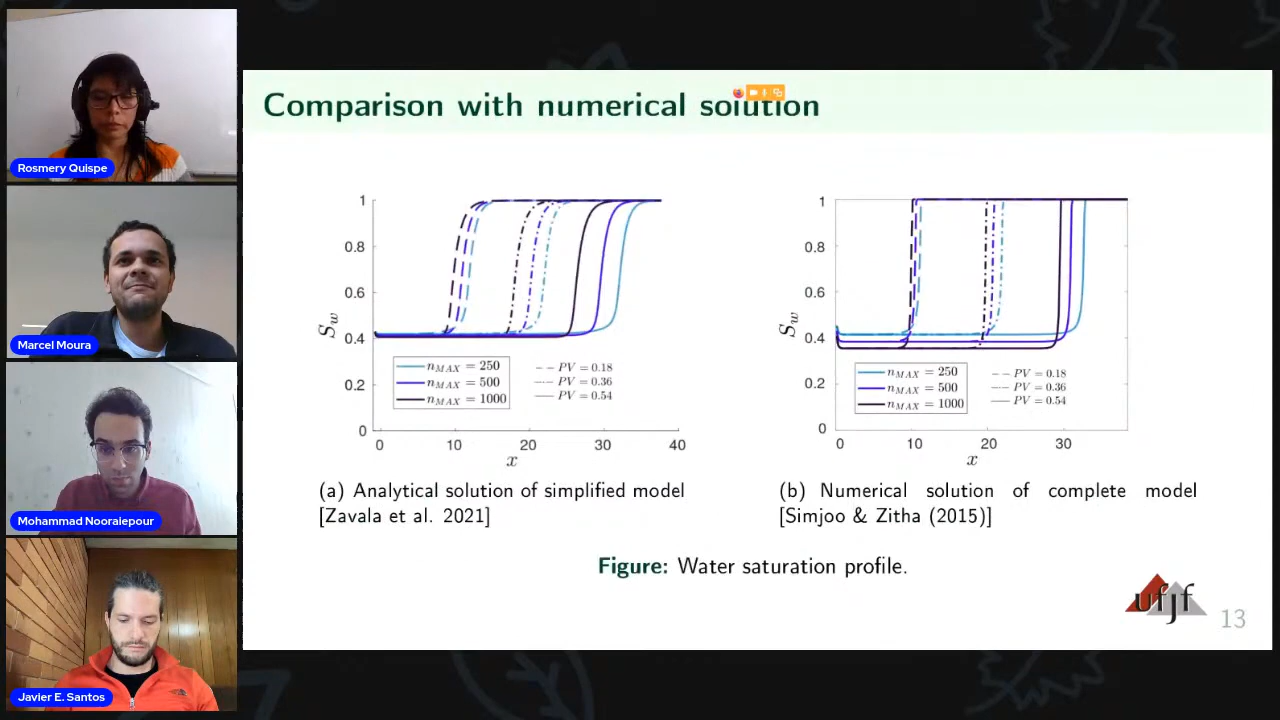 Rosmery Quispe
Marcel Moura
Mohammad Nooraiepour
Javier E. Santos
Comparison with numerical solution
1
0.8
0.6
0.4
0.2
0
S_w
n_MAX = 250
n_MAX = 500
n_MAX = 1000
PV = 0.18
PV = 0.36
PV = 0.54
0 10 20 30 40
x
(a) Analytical solution of simplified model
[Zavala et al. 2021]
1
0.8
0.6
0.4
0.2
0
S_w
n_MAX = 250
n_MAX = 500
n_MAX = 1000
PV = 0.18
PV = 0.36
PV = 0.54
0 10 20 30
x
(b) Numerical solution of complete model
[Simjoo & Zitha (2015)]
Figure: Water saturation profile.
ufjf
13